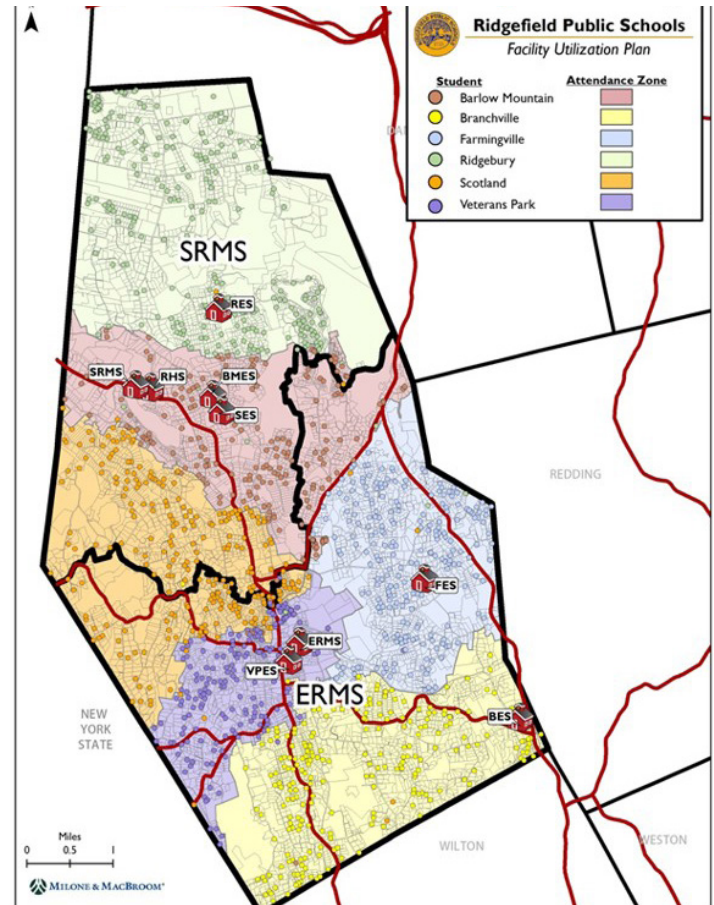 Ridgefield Public Schools
Facility Utilization Plan
Student
Attendance Zone
Barlow Mountain
Branchville
Farmingville
Ridgebury
Scotland
Veterans Park
SRMS
RES
SRMS
RHS
BMES
SES
REDDING
FES
ERMS
VPES
ERMS
BES
NEW
YORK
STATE
WILTON
WESTON
Miles
0 0.5 1
MILONE & MACBROOM